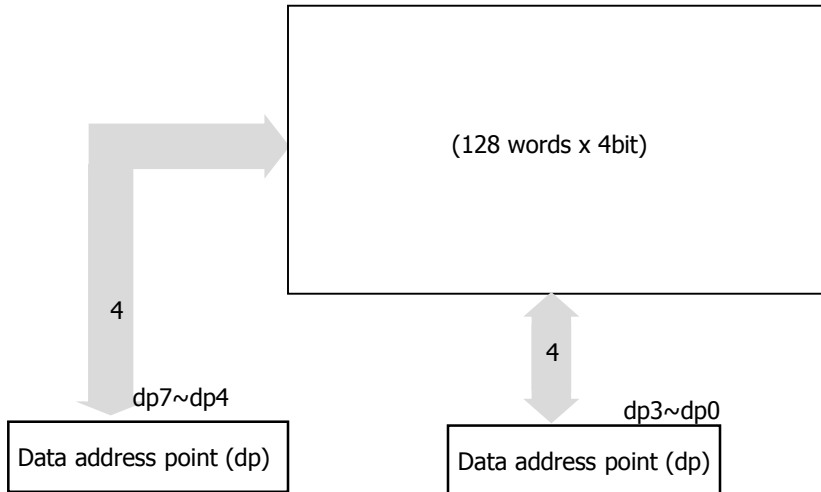 (128 words x 4bit)
4
4
dp7~dp4
dp3~dp0
Data address point (dp)
Data address point (dp)